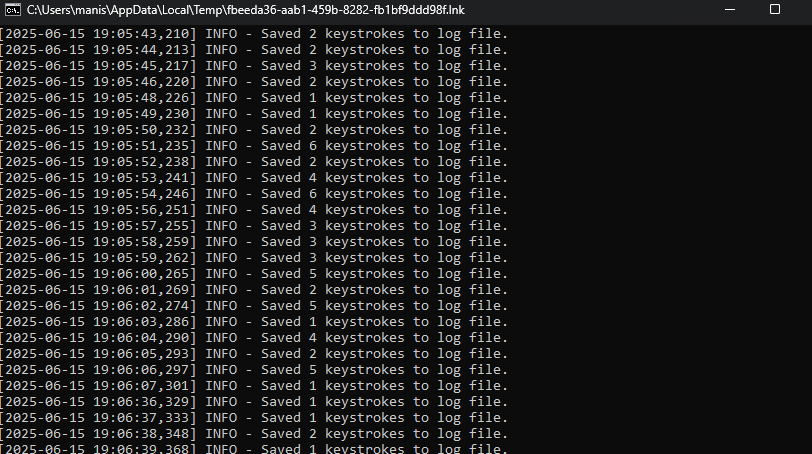 C:\Users\manis\AppData\Local\Temp\fbeeda36-aab1-459b-8282-fb1bf9ddd98f.lnk
[2025-06-15 19:05:43,210] INFO - Saved 2 keystrokes to log file.
[2025-06-15 19:05:44,213] INFO - Saved 2 keystrokes to log file.
[2025-06-15 19:05:45,217] INFO - Saved 3 keystrokes to log file.
[2025-06-15 19:05:46,220] INFO - Saved 2 keystrokes to log file.
[2025-06-15 19:05:48,226] INFO - Saved 1 keystrokes to log file.
[2025-06-15 19:05:49,230] INFO - Saved 1 keystrokes to log file.
[2025-06-15 19:05:50,232] INFO - Saved 2 keystrokes to log file.
[2025-06-15 19:05:51,235] INFO - Saved 6 keystrokes to log file.
[2025-06-15 19:05:52,238] INFO - Saved 2 keystrokes to log file.
[2025-06-15 19:05:53,241] INFO - Saved 4 keystrokes to log file.
[2025-06-15 19:05:54,246] INFO - Saved 6 keystrokes to log file.
[2025-06-15 19:05:56,251] INFO - Saved 4 keystrokes to log file.
[2025-06-15 19:05:57,255] INFO - Saved 3 keystrokes to log file.
[2025-06-15 19:05:58,259] INFO - Saved 3 keystrokes to log file.
[2025-06-15 19:05:59,262] INFO - Saved 3 keystrokes to log file.
[2025-06-15 19:06:00,265] INFO - Saved 5 keystrokes to log file.
[2025-06-15 19:06:01,269] INFO - Saved 2 keystrokes to log file.
[2025-06-15 19:06:02,274] INFO - Saved 5 keystrokes to log file.
[2025-06-15 19:06:03,286] INFO - Saved 1 keystrokes to log file.
[2025-06-15 19:06:04,290] INFO - Saved 4 keystrokes to log file.
[2025-06-15 19:06:05,293] INFO - Saved 2 keystrokes to log file.
[2025-06-15 19:06:06,297] INFO - Saved 5 keystrokes to log file.
[2025-06-15 19:06:07,301] INFO - Saved 1 keystrokes to log file.
[2025-06-15 19:06:36,329] INFO - Saved 1 keystrokes to log file.
[2025-06-15 19:06:37,333] INFO - Saved 1 keystrokes to log file.
[2025-06-15 19:06:38,348] INFO - Saved 2 keystrokes to log file.
[2025-06-15 19:06:39,368] INFO - Saved 1 keystrokes to log file.